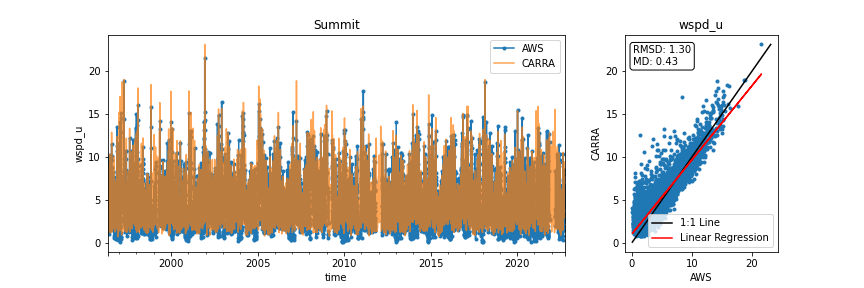 Summit
wspd_u
20
15
10
5
0
2000
2005
2010
2015
2020
time
AWS
CARRA
wspd_u
CARRA
20
15
10
5
0
0
10
20
AWS
RMSD: 1.30
MD: 0.43
1:1 Line
Linear Regression